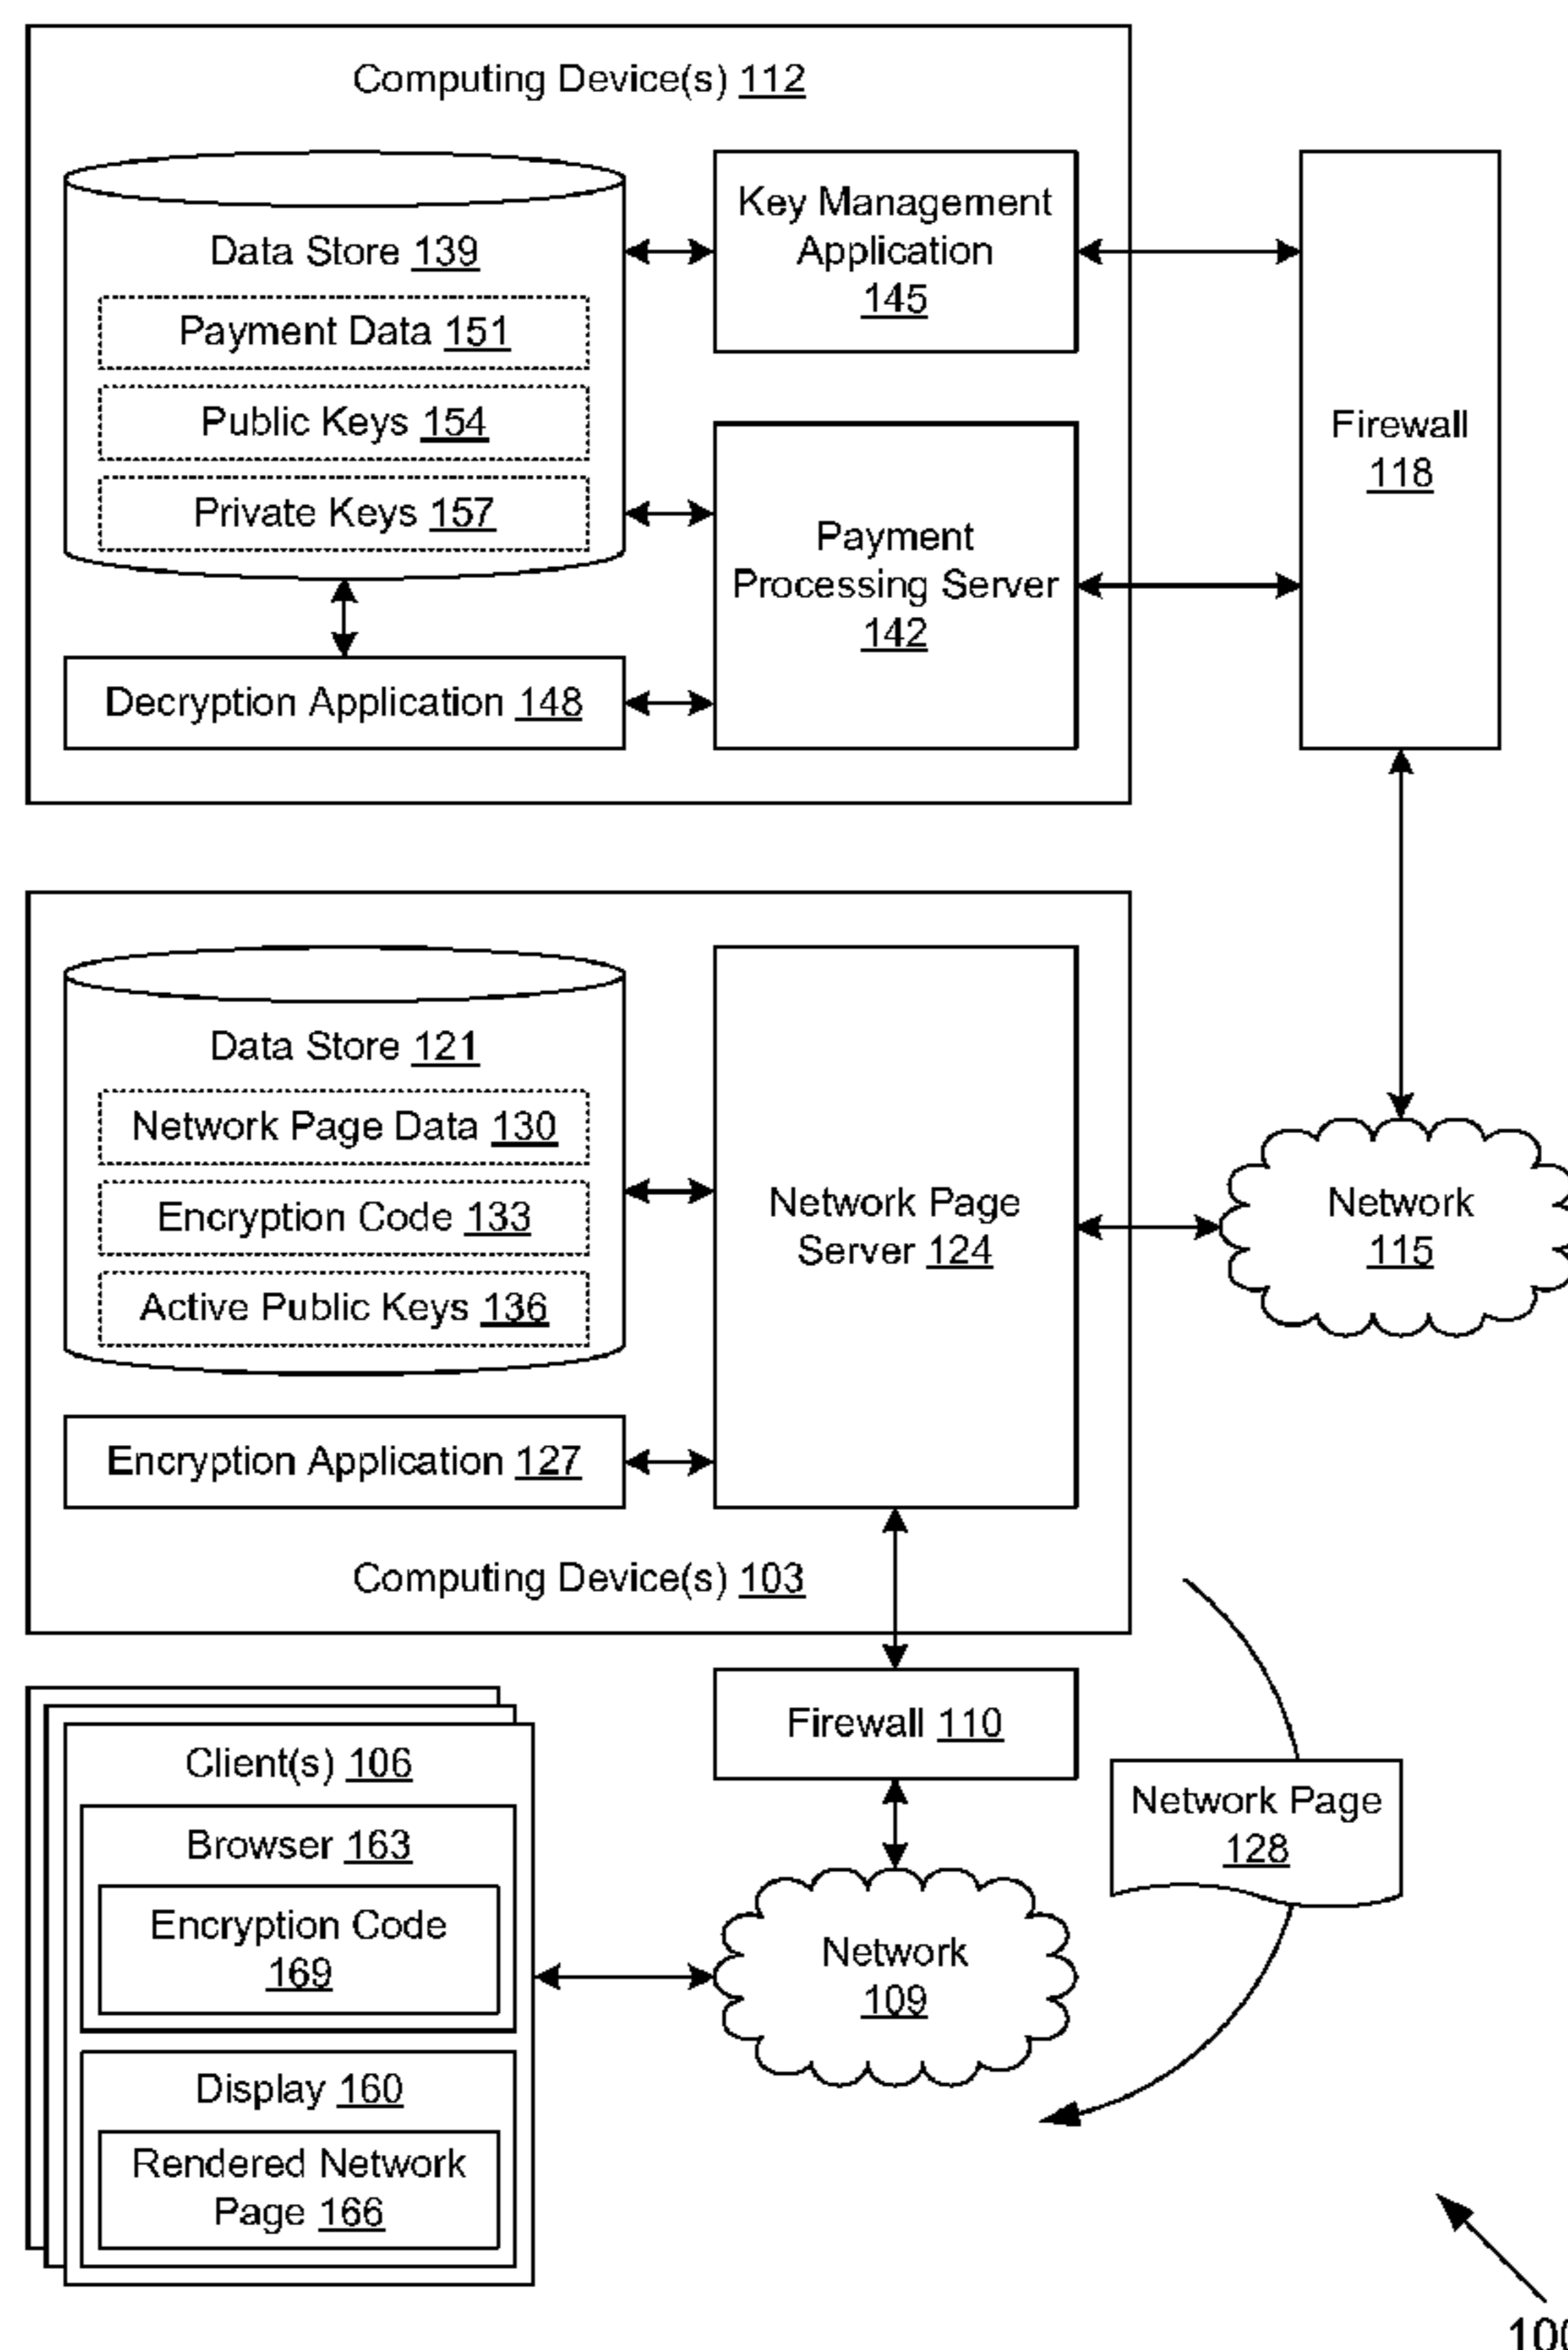 Computing Device(s) 112
Data Store 139
Payment Data 151
Public Keys 154
Private Keys 157
Decryption Application 148
Key Management
Application
145
Payment
Processing Server
142
Firewall
118
Data Store 121
Network Page Data 130
Encryption Code 133
Active Public Keys 136
Encryption Application 127
Network Page
Server 124
Computing Device(s) 103
Network
115
Firewall 110
Client(s) 106
Browser 163
Encryption Code
169
Display 160
Rendered Network
Page 166
Network
109
Network Page
128
100